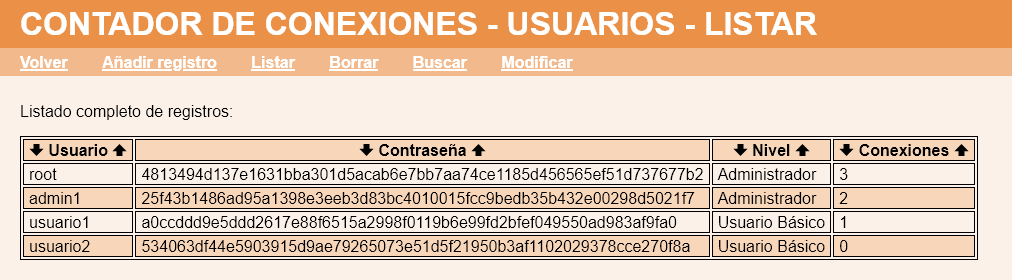 CONTADOR DE CONEXIONES - USUARIOS - LISTAR
Volver Añadir registro Listar Borrar Buscar Modificar
Listado completo de registros:
Usuario Contraseña Nivel Conexiones
root 4813494d137e1631bba301d5acab6e7bb7aa74ce1185d456565ef51d737677b2 Administrador 3
admin1 25f43b1486ad95a1398e3eeb3d83bc4010015fcc9bedb35b432e00298d5021f7 Administrador 2
usuario1 a0ccddd9e5ddd2617e88f6515a2998f0119b6e99fd2bfef049550ad983af9fa0 Usuario Básico 1
usuario2 534063df44e5903915d9ae79265073e51d5f21950b3af1102029378cce270f8a Usuario Básico 0